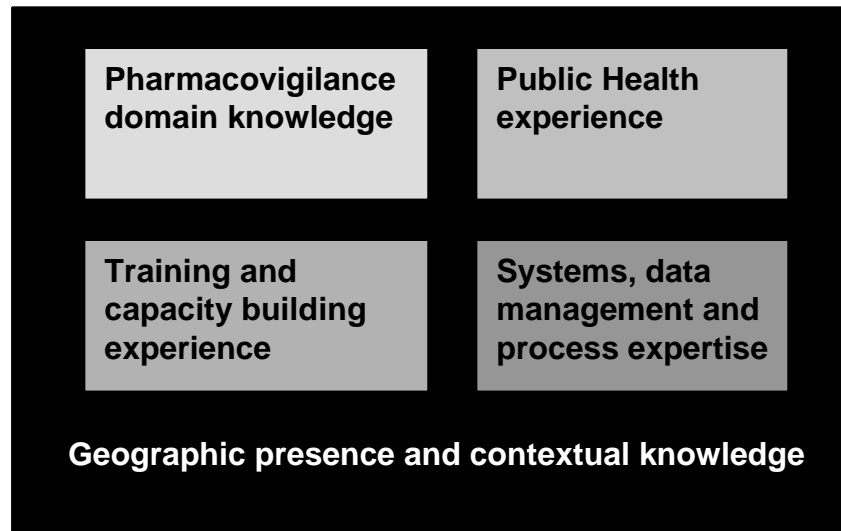 Pharmacovigilance
domain knowledge
Public Health
experience
Training and
capacity building
experience
Systems, data
management and
process expertise
Geographic presence and contextual knowledge